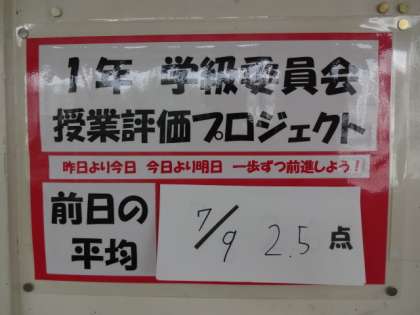 1年 学級委員会
授業評価プロジェクト
昨日より今日 今日より明日 一歩ずつ前進しよう!
前日の
平均
7/9 2.5 点